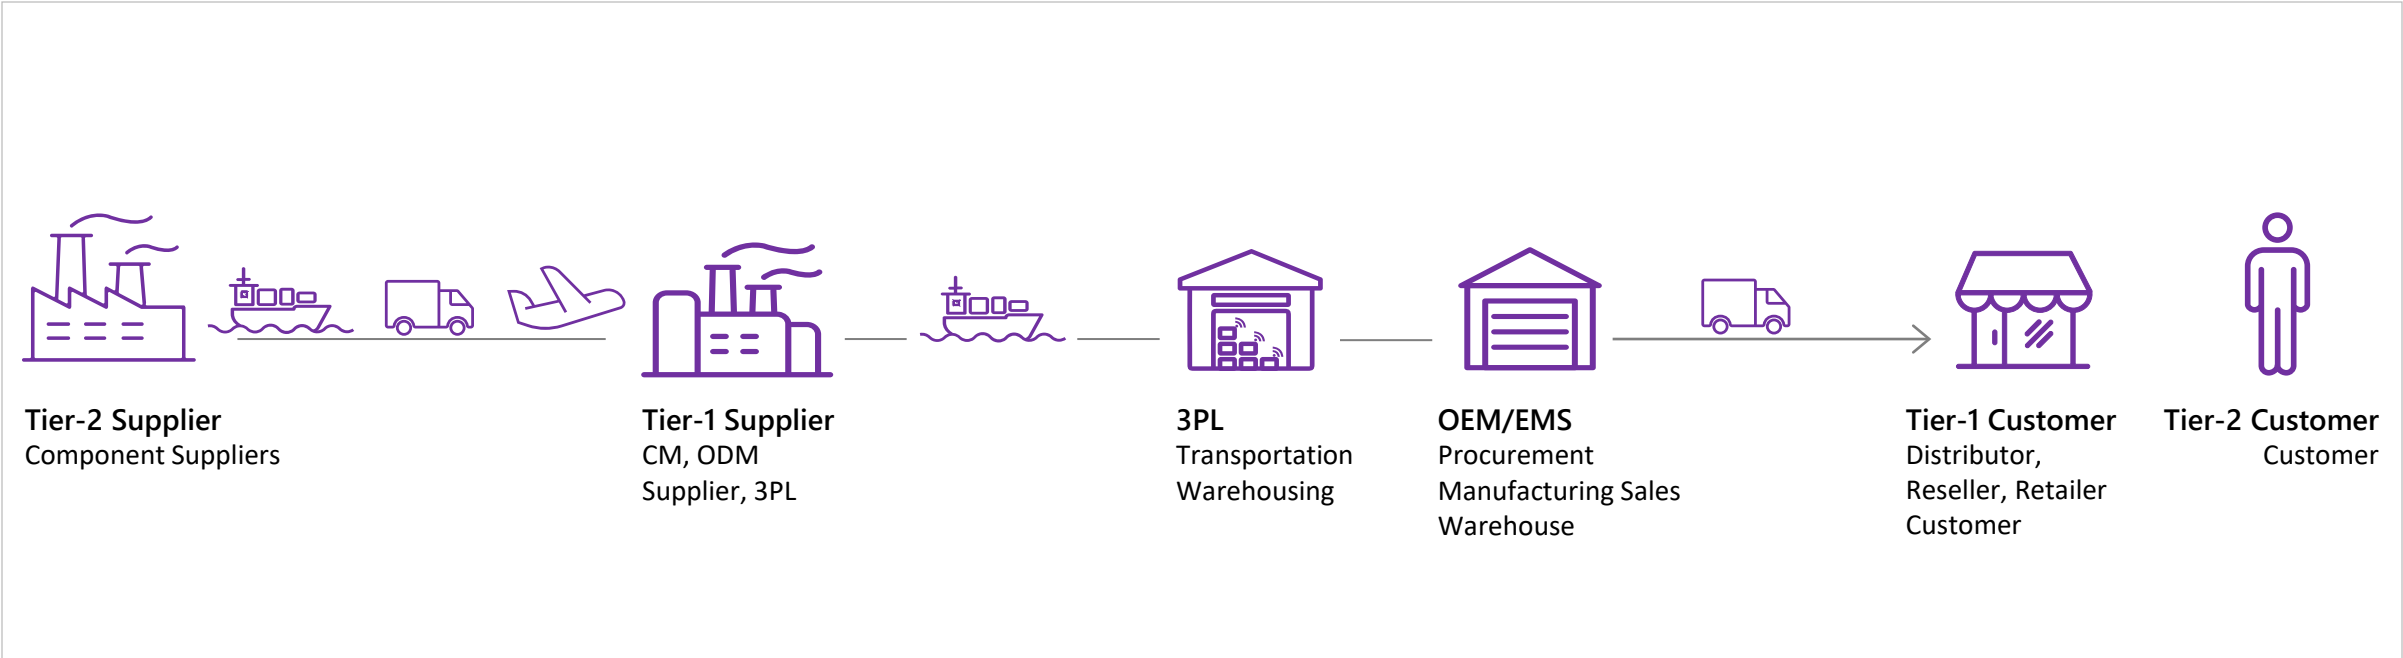 Tier-2 Supplier
Component Suppliers
Tier-1 Supplier
CM, ODM
Supplier, 3PL
3PL
Transportation
Warehousing
OEM/EMS
Procurement
Manufacturing Sales
Warehouse
Tier-1 Customer
Distributor,
Reseller, Retailer
Customer
Tier-2 Customer
Customer